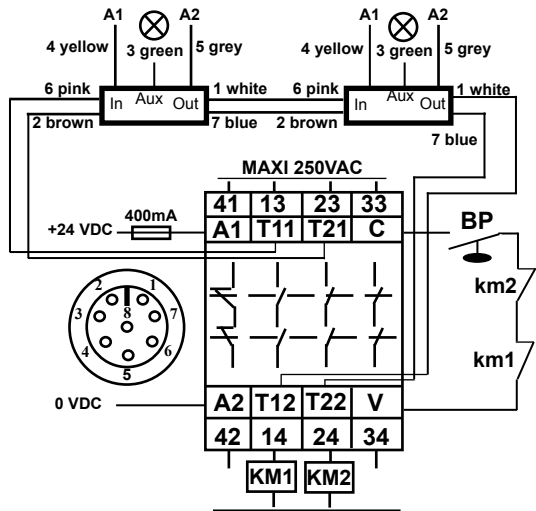 A1 A2 A1 A2
4 yellow 3 green 5 grey 4 yellow 3 green 5 grey
6 pink In Aux Out 1 white 6 pink In Aux Out 1 white
2 brown 7 blue 2 brown 7 blue
MAXI 250VAC
41 13 23 33
+24 VDC 400mA A1 T11 T21 C BP
km2
2 1
3 8 7
4 6
5
km1
0 VDC A2 T12 T22 V
42 14 24 34
KM1 KM2